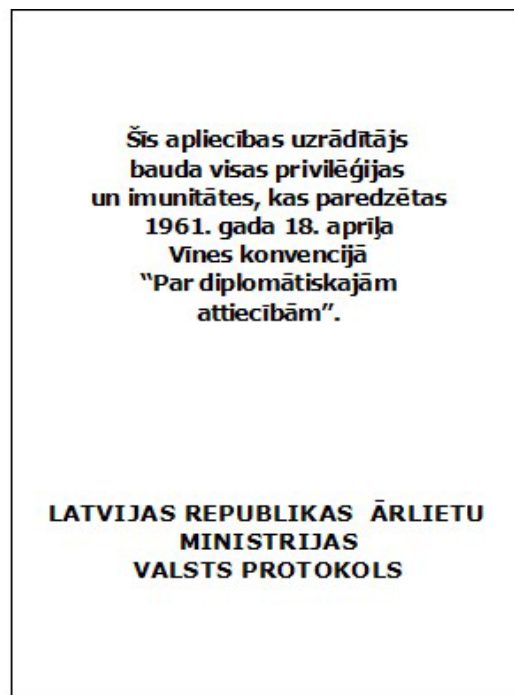 Šīs apliecības uzrādītājs
bauda visas privilēģijas
un imunitātes, kas paredzētas
1961. gada 18. aprīļa
Vīnes konvencijā
“Par diplomātiskajām
attiecībām”.
LATVIJAS REPUBLIKAS ĀRLIETU
MINISTRIJAS
VALSTS PROTOKOLS